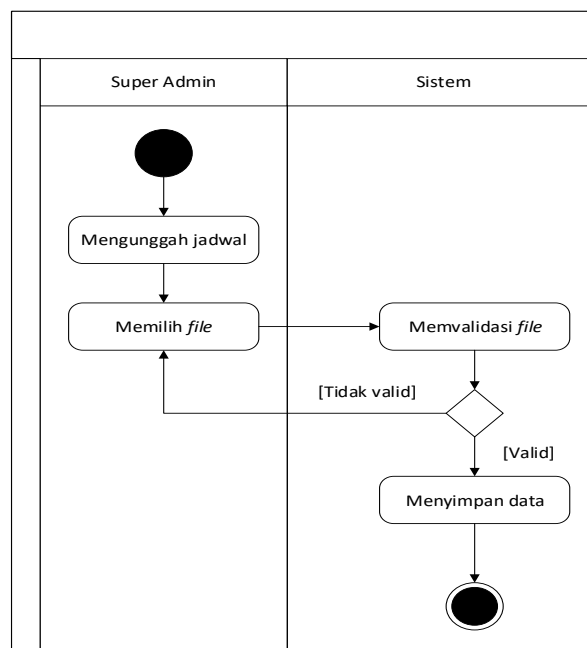 Super Admin
Sistem
Mengunggah jadwal
Memilih file
Memvalidasi file
[Tidak valid]
[Valid]
Menyimpan data